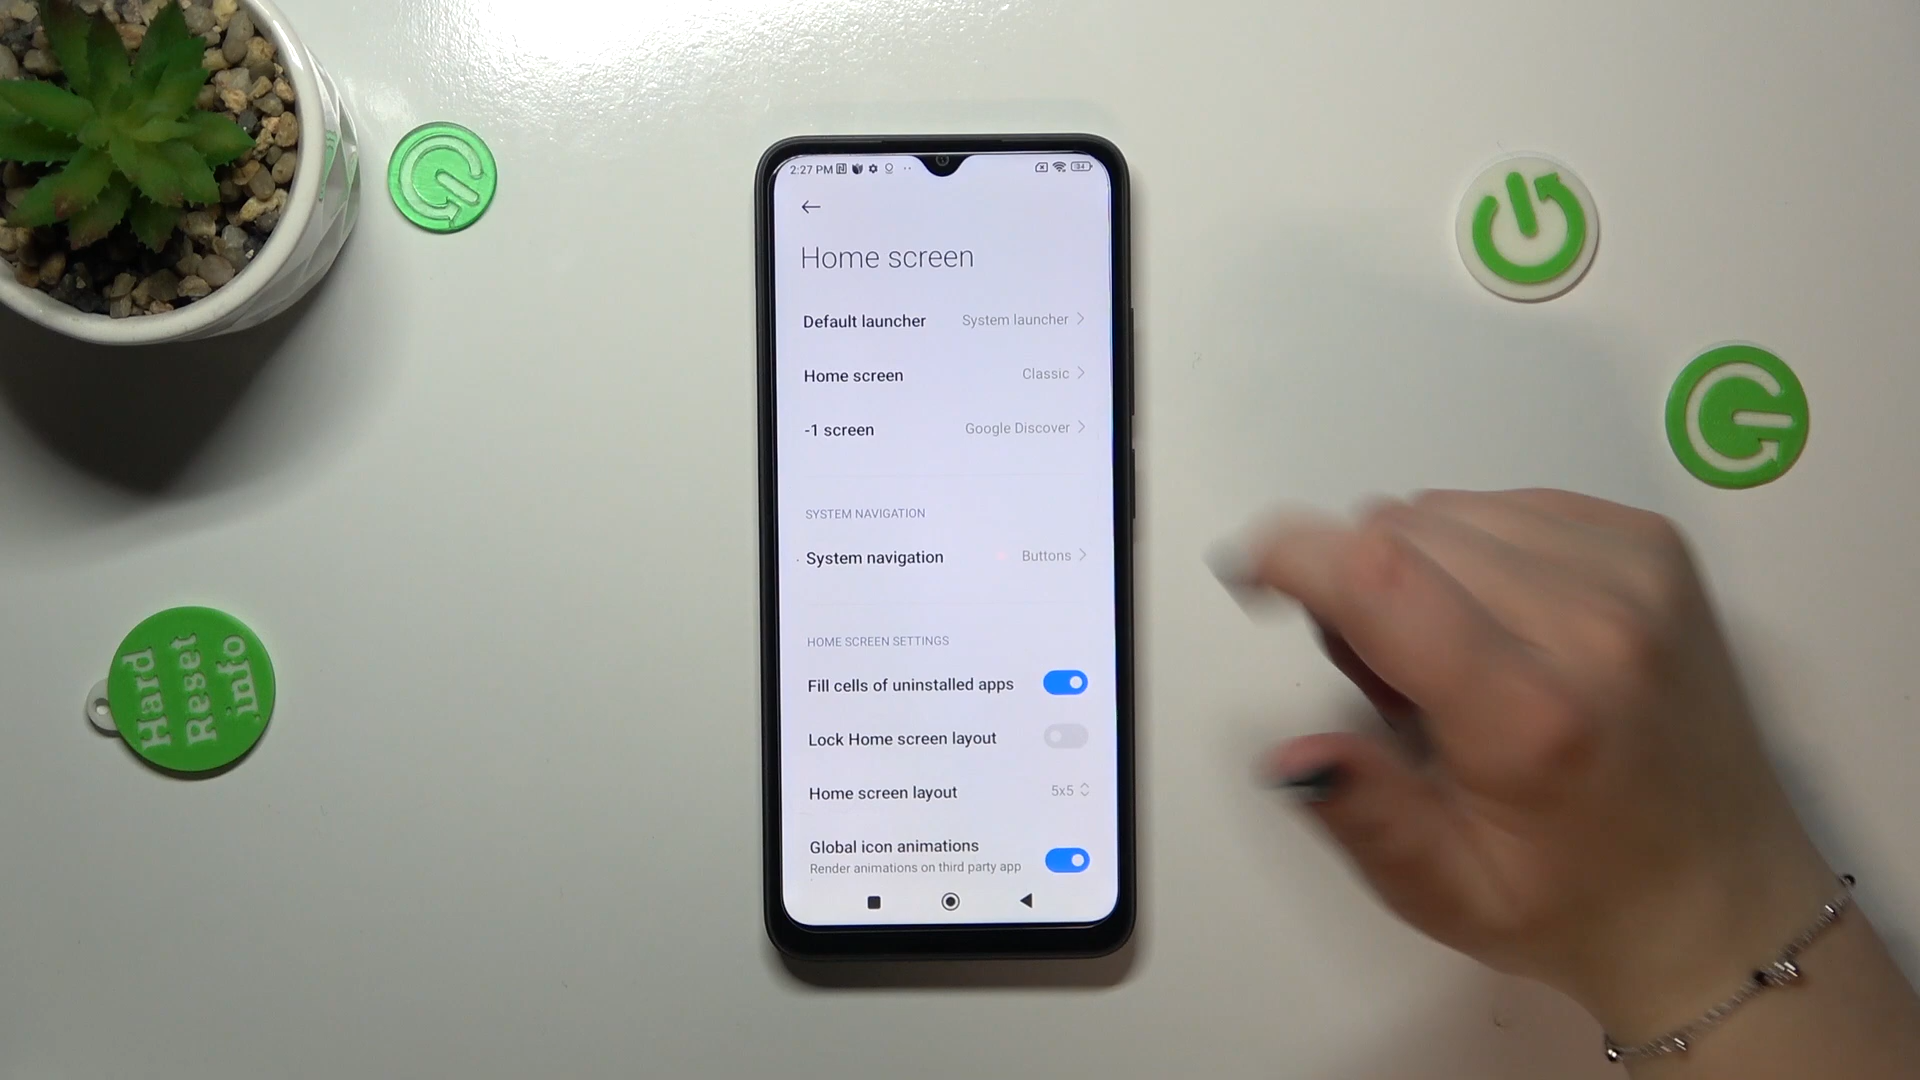 2:27 PM
Home screen
Default launcher System launcher
Home screen Classic
-1 screen Google Discover
SYSTEM NAVIGATION
System navigation Buttons
HOME SCREEN SETTINGS
Fill cells of uninstalled apps
Lock Home screen layout
Home screen layout 5x5
Global icon animations
Render animations on third party app
Hard
Reset
.info